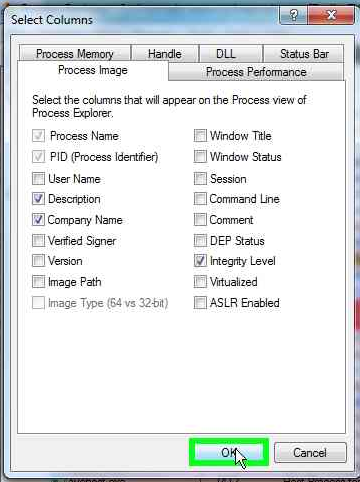 Select Columns
Process Memory Handle DLL Status Bar
Process Image Process Performance
Select the columns that will appear on the Process view of
Process Explorer.
Process Name Window Title
PID (Process Identifier) Window Status
User Name Session
Description Command Line
Company Name Comment
Verified Signer DEP Status
Version Integrity Level
Image Path Virtualized
Image Type (64 vs 32-bit) ASLR Enabled
OK Cancel